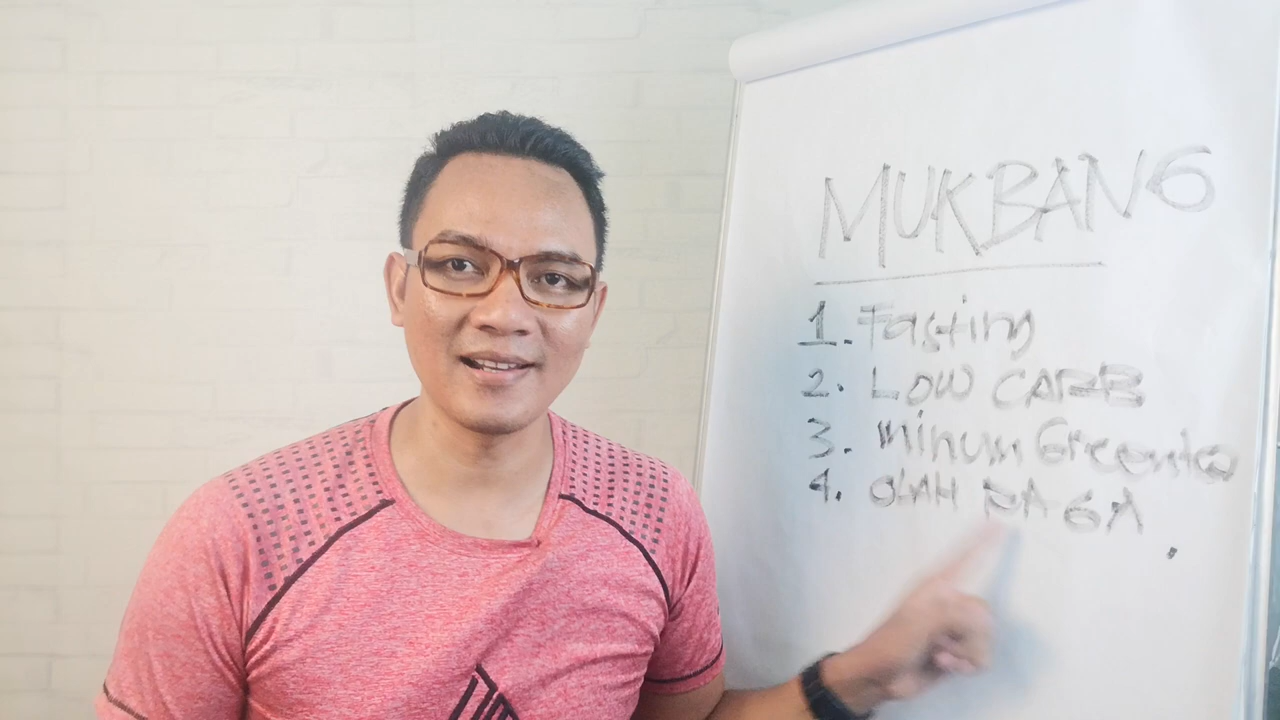 MUKBANG
1. Fasting
2. LOW CARB
3. minum Greentea
4. OLAH RAGA